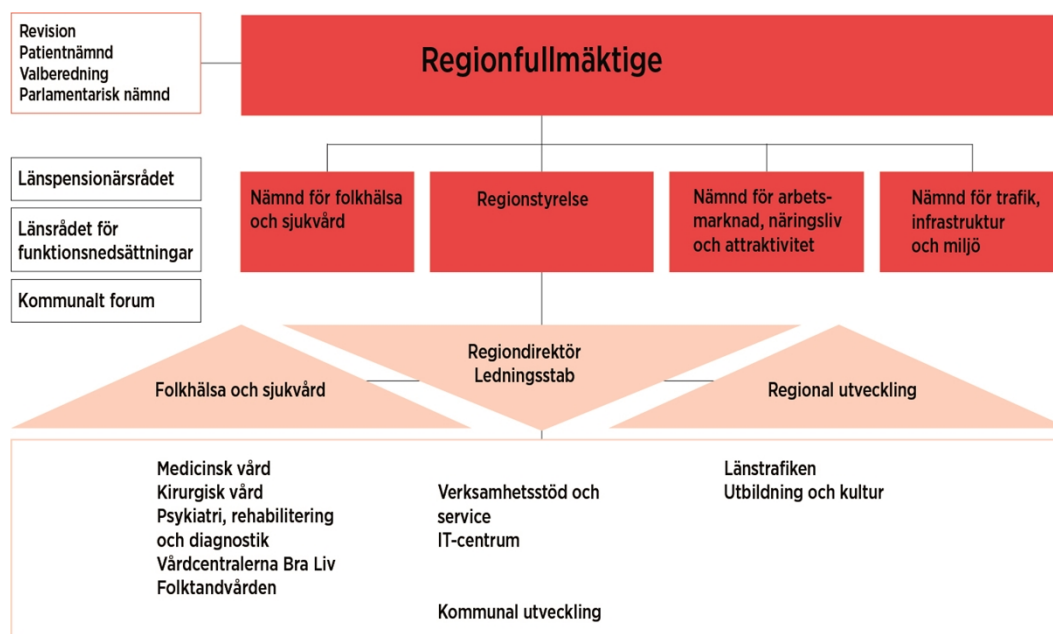 Revision
Patientnämnd
Valberedning
Parlamentarisk nämnd
Regionfullmäktige
Länspensionärsrådet
Länsrådet för
funktionsnedsättningar
Kommunalt forum
Nämnd för folkhälsa
och sjukvård
Regionstyrelse
Nämnd för arbets-
marknad, näringsliv
och attraktivitet
Nämnd för trafik,
infrastruktur
och miljö
Folkhälsa och sjukvård
Regiondirektör
Ledningsstab
Regional utveckling
Medicinsk vård
Kirurgisk vård
Psykiatri, rehabilitering
och diagnostik
Vårdcentralerna Bra Liv
Folktandvården
Verksamhetsstöd och
service
IT-centrum
Kommunal utveckling
Länstrafiken
Utbildning och kultur